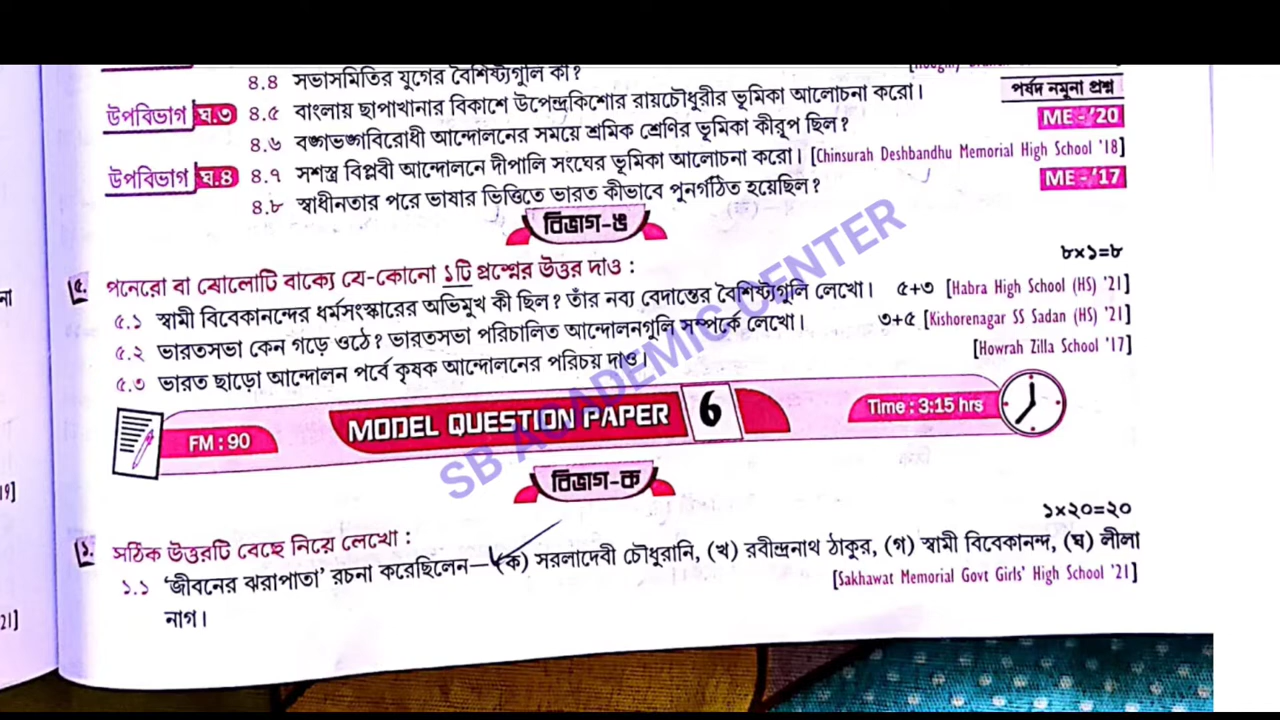 ৪.৪ সভাসমিতির যুগের বৈশিষ্ট্যগুলি কী?
পর্ষদ নমুনা প্রশ্ন
উপবিভাগ ঘ.৩ ৪.৫ বাংলায় ছাপাখানার বিকাশে উপেন্দ্রকিশোর রায়চৌধুরীর ভূমিকা আলোচনা করো।
৪.৬ বঙ্গভঙ্গবিরোধী আন্দোলনের সময়ে শ্রমিক শ্রেণির ভূমিকা কীরূপ ছিল? ME - '20
উপবিভাগ ঘ.৪ ৪.৭ সশস্ত্র বিপ্লবী আন্দোলনে দীপালি সংঘের ভূমিকা আলোচনা করো। [Chinsurah Deshbandhu Memorial High School '18]
৪.৮ স্বাধীনতার পরে ভাষার ভিত্তিতে ভারত কীভাবে পুনর্গঠিত হয়েছিল? ME - '17
বিভাগ-ঙ
৫. পনেরো বা ষোলোটি বাক্যে যে-কোনো ১টি প্রশ্নের উত্তর দাও : ৮×১=৮
৫.১ স্বামী বিবেকানন্দের ধর্মসংস্কারের অভিমুখ কী ছিল? তাঁর নব্য বেদান্তের বৈশিষ্ট্যগুলি লেখো। ৫+৩ [Habra High School (HS) '21]
৫.২ ভারতসভা কেন গড়ে ওঠে? ভারতসভা পরিচালিত আন্দোলনগুলি সম্পর্কে লেখো। ৩+৫ [Kishorenagar SS Sadan (HS) '21]
৫.৩ ভারত ছাড়ো আন্দোলন পর্বে কৃষক আন্দোলনের পরিচয় দাও। [Howrah Zilla School '17]
FM : 90 MODEL QUESTION PAPER 6 Time : 3:15 hrs
SB ACADEMIC CENTER
বিভাগ-ক
১. সঠিক উত্তরটি বেছে নিয়ে লেখো : ১×২০=২০
১.১ 'জীবনের ঝরাপাতা' রচনা করেছিলেন—(ক) সরলাদেবী চৌধুরানি, (খ) রবীন্দ্রনাথ ঠাকুর, (গ) স্বামী বিবেকানন্দ, (ঘ) লীলা
নাগ। [Sakhawat Memorial Govt Girls' High School '21]
19]
21]